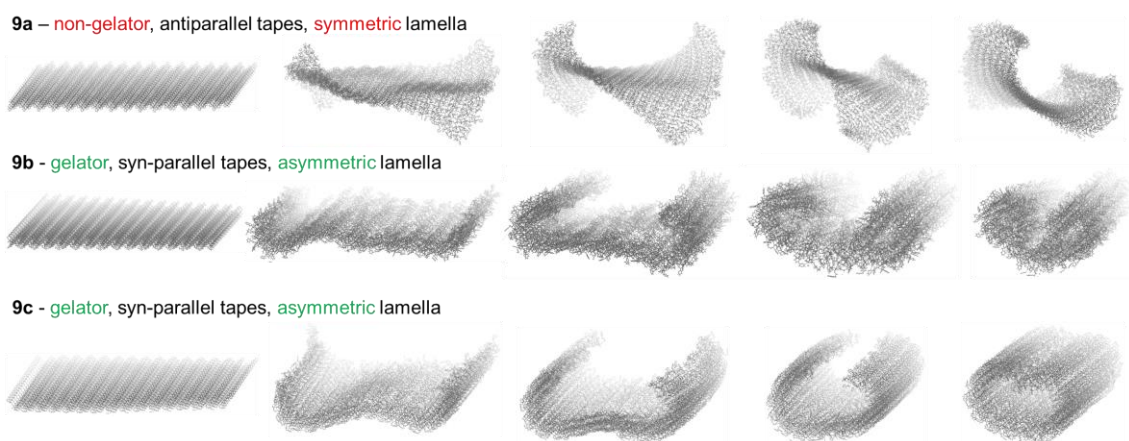 9a – non-gelator, antiparallel tapes, symmetric lamella
9b - gelator, syn-parallel tapes, asymmetric lamella
9c - gelator, syn-parallel tapes, asymmetric lamella